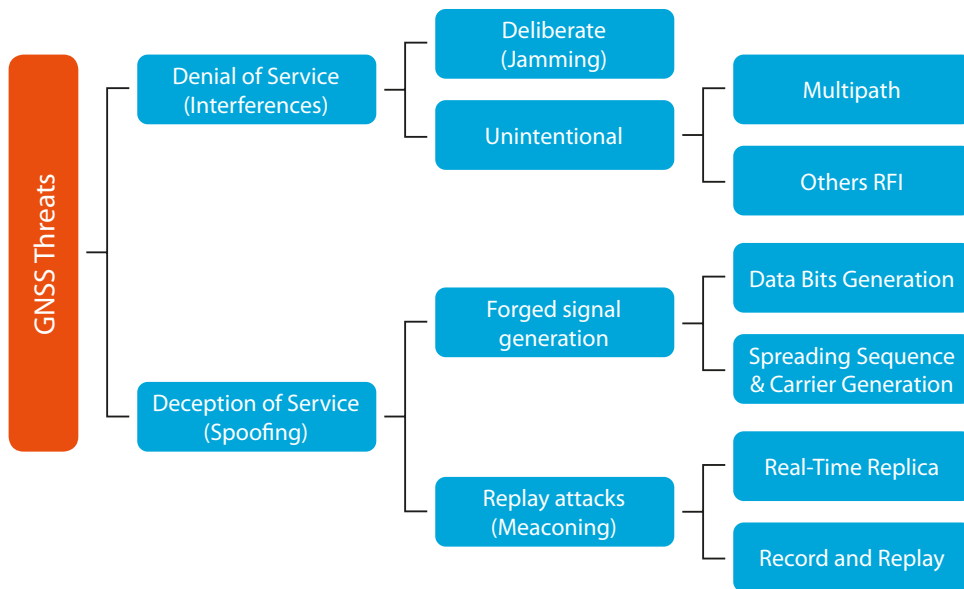 GNSS Threats
Denial of Service
(Interferences)
Deliberate
(Jamming)
Unintentional
Multipath
Others RFI
Deception of Service
(Spoofing)
Forged signal
generation
Data Bits Generation
Spreading Sequence
& Carrier Generation
Replay attacks
(Meaconing)
Real-Time Replica
Record and Replay